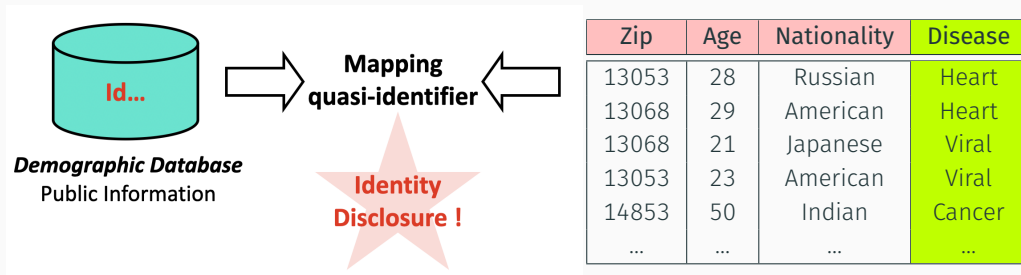 Id...
Demographic Database
Public Information
Mapping
quasi-identifier
Identity
Disclosure !
Zip Age Nationality Disease
13053 28 Russian Heart
13068 29 American Heart
13068 21 Japanese Viral
13053 23 American Viral
14853 50 Indian Cancer
... ... ... ...